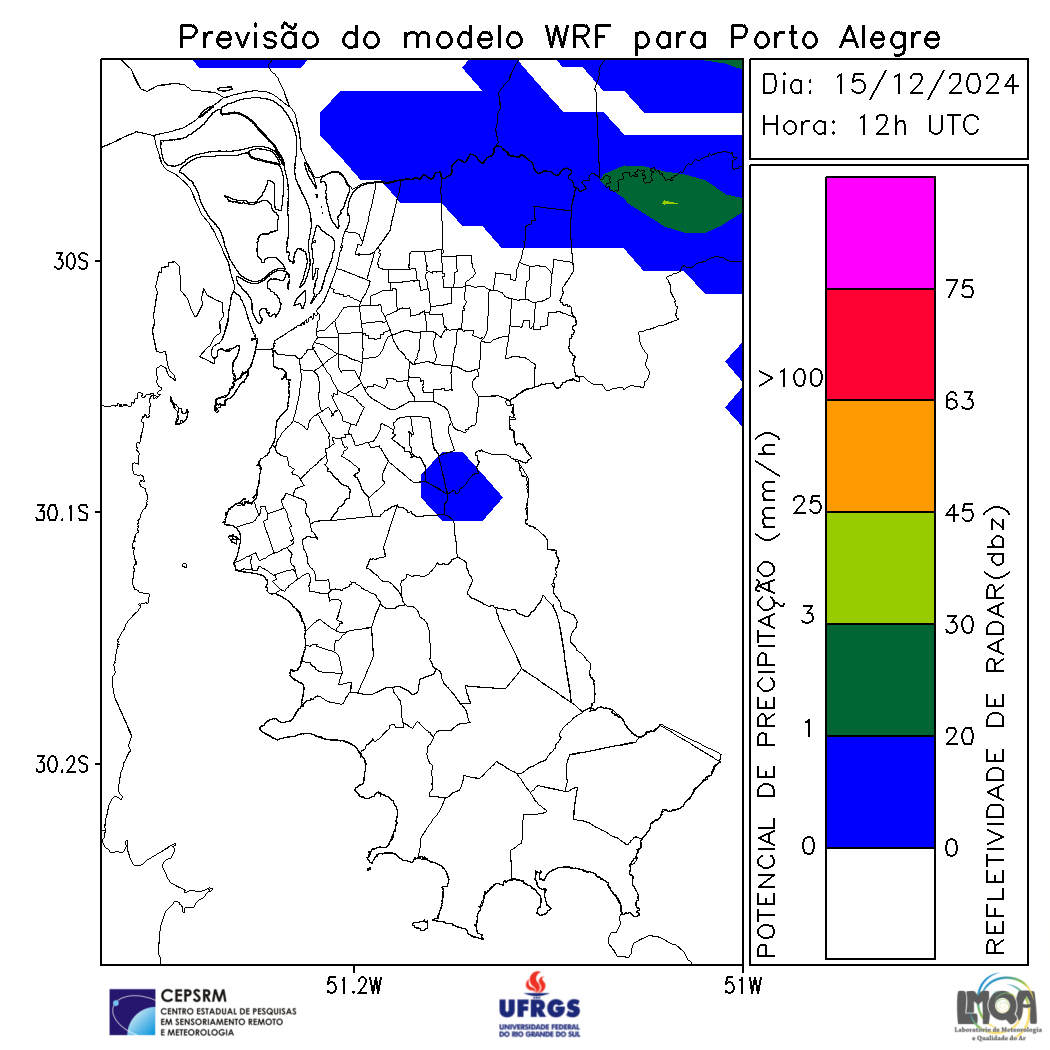 Previsão do modelo WRF para Porto Alegre
Dia: 15/12/2024
Hora: 12h UTC
30S
30.1S
30.2S
51.2W
51W
POTENCIAL DE PRECIPITAÇÃO (mm/h)
>100
25
3
1
0
75
63
45
30
20
0
REFLETIVIDADE DE RADAR(dbz)
CEPSRM
CENTRO ESTADUAL DE PESQUISAS
EM SENSORIAMENTO REMOTO
E METEOROLOGIA
UFRGS
UNIVERSIDADE FEDERAL
DO RIO GRANDE DO SUL
LMQA
Laboratório de Meteorologia
e Qualidade do Ar